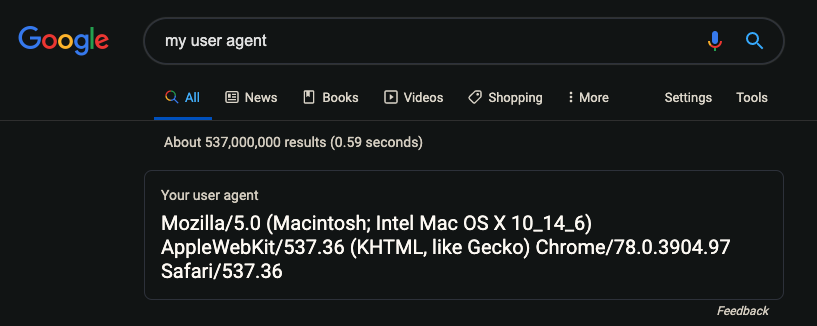 Google
my user agent
All News Books Videos Shopping More Settings Tools
About 537,000,000 results (0.59 seconds)
Your user agent
Mozilla/5.0 (Macintosh; Intel Mac OS X 10_14_6)
AppleWebKit/537.36 (KHTML, like Gecko) Chrome/78.0.3904.97
Safari/537.36
Feedback